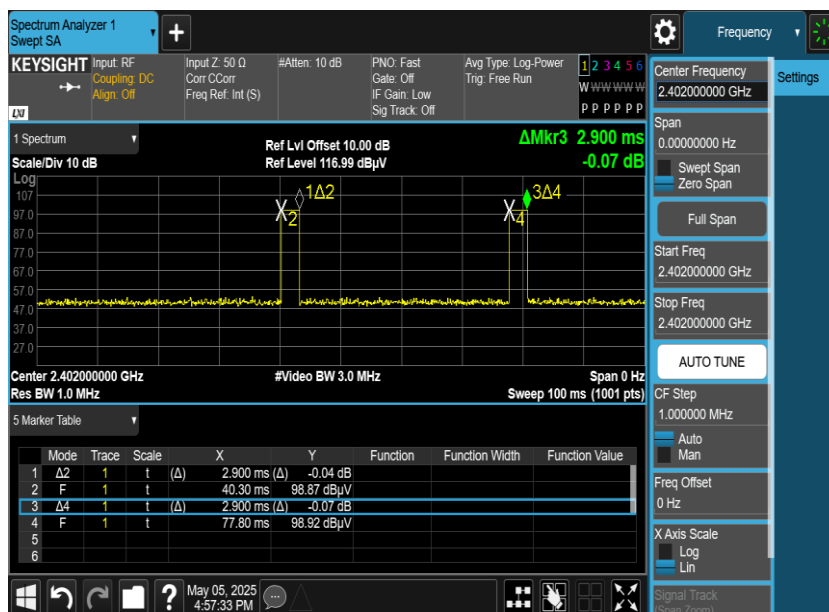 Spectrum Analyzer 1
Swept SA
+
Frequency
KEYSIGHT
LXI
Input: RF
Coupling: DC
Align: Off
Input Z: 50 Ω
Corr CCorr
Freq Ref: Int (S)
#Atten: 10 dB
PNO: Fast
Gate: Off
IF Gain: Low
Sig Track: Off
Avg Type: Log-Power
Trig: Free Run
1 2 3 4 5 6
W W W W W W
P P P P P P
1 Spectrum
Scale/Div 10 dB
Ref Lvl Offset 10.00 dB
Ref Level 116.99 dBµV
ΔMkr3 2.900 ms
-0.07 dB
Log
107
97.0
87.0
77.0
67.0
57.0
47.0
37.0
27.0
1Δ2
2
3Δ4
4
Center 2.402000000 GHz
#Video BW 3.0 MHz
Span 0 Hz
Res BW 1.0 MHz
Sweep 100 ms (1001 pts)
5 Marker Table
Mode Trace Scale X Y Function Function Width Function Value
1 Δ2 1 t (Δ) 2.900 ms (Δ) -0.04 dB
2 F 1 t 40.30 ms 98.87 dBµV
3 Δ4 1 t (Δ) 2.900 ms (Δ) -0.07 dB
4 F 1 t 77.80 ms 98.92 dBµV
5
6
May 05, 2025
4:57:33 PM
?
Center Frequency
2.402000000 GHz
Settings
Span
0.00000000 Hz
Swept Span
Zero Span
Full Span
Start Freq
2.402000000 GHz
Stop Freq
2.402000000 GHz
AUTO TUNE
CF Step
1.000000 MHz
Auto
Man
Freq Offset
0 Hz
X Axis Scale
Log
Lin
Signal Track
(Span Zoom)